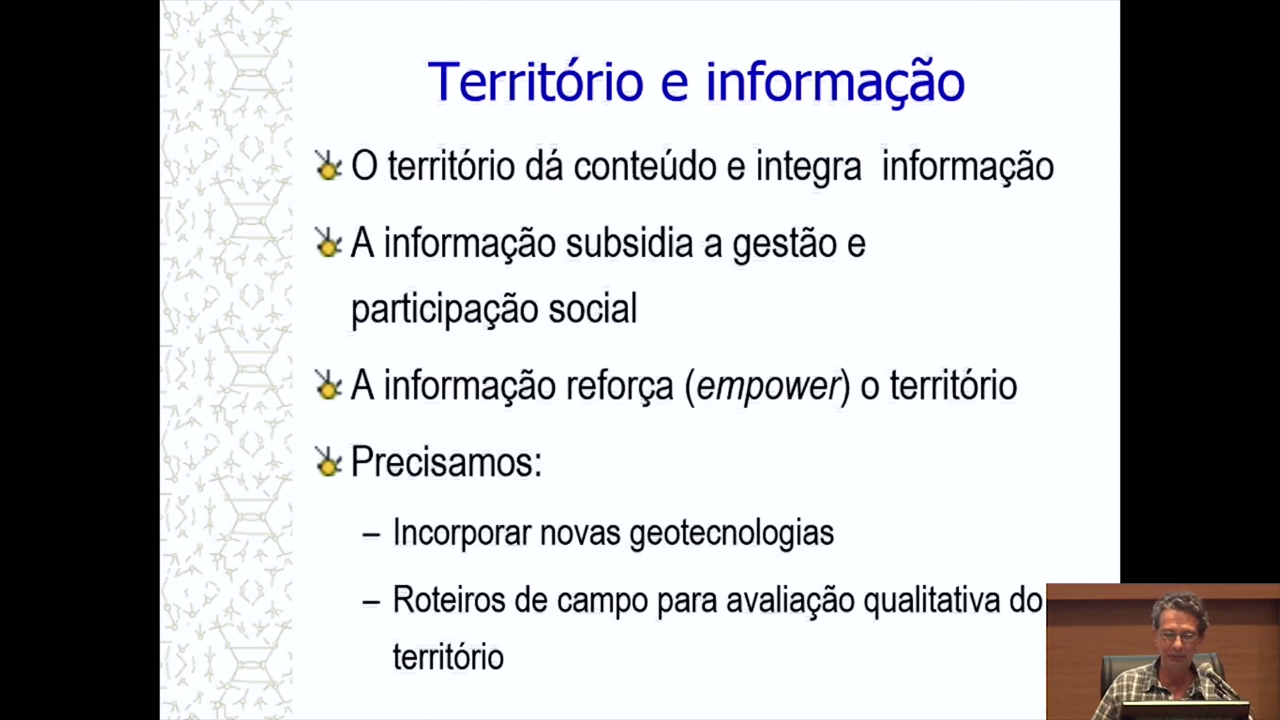 Território e informação
O território dá conteúdo e integra informação
A informação subsidia a gestão e
participação social
A informação reforça (empower) o território
Precisamos:
– Incorporar novas geotecnologias
– Roteiros de campo para avaliação qualitativa do
território